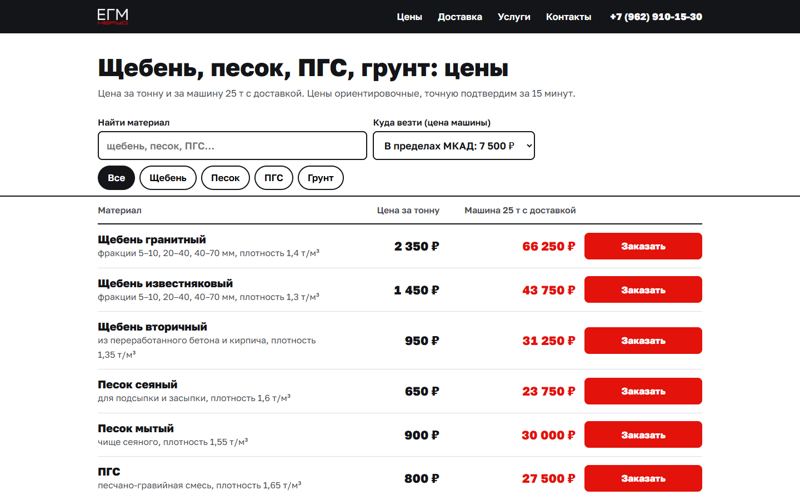 ЕГМ
Цены Доставка Услуги Контакты +7 (962) 910-15-30
Щебень, песок, ПГС, грунт: цены
Цена за тонну и за машину 25 т с доставкой. Цены ориентировочные, точную подтвердим за 15 минут.
Найти материал Куда везти (цена машины)
щебень, песок, ПГС... В пределах МКАД: 7 500 ₽
Все Щебень Песок ПГС Грунт
Материал Цена за тонну Машина 25 т с доставкой
Щебень гранитный
фракции 5–10, 20–40, 40–70 мм, плотность 1,4 т/м³
2 350 ₽ 66 250 ₽ Заказать
Щебень известняковый
фракции 5–10, 20–40, 40–70 мм, плотность 1,3 т/м³
1 450 ₽ 43 750 ₽ Заказать
Щебень вторичный
из переработанного бетона и кирпича, плотность
1,35 т/м³
950 ₽ 31 250 ₽ Заказать
Песок сеяный
для подсыпки и засыпки, плотность 1,6 т/м³
650 ₽ 23 750 ₽ Заказать
Песок мытый
чище сеяного, плотность 1,55 т/м³
900 ₽ 30 000 ₽ Заказать
ПГС
песчано-гравийная смесь, плотность 1,65 т/м³
800 ₽ 27 500 ₽ Заказать